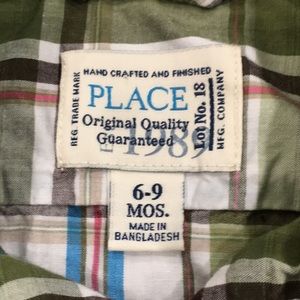 HAND CRAFTED AND FINISHED
REG. TRADE MARK
PLACE
Original Quality
Guaranteed
1989
Lot No. 18
MFG. COMPANY
6-9
MOS.
MADE IN
BANGLADESH